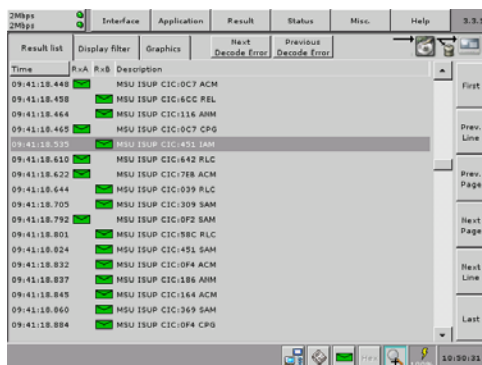 2Mbps
2Mbps
Interface Application Result Status Misc. Help 3.3.
Result list Display filter Graphics Next Decode Error Previous Decode Error
Time RxA RxB Description
09:41:18.448 MSU ISUP CIC:0C7 ACM
09:41:18.458 MSU ISUP CIC:6CC REL
09:41:18.464 MSU ISUP CIC:116 ANM
09:41:18.465 MSU ISUP CIC:0C7 CPG
09:41:18.535 MSU ISUP CIC:451 IAM
09:41:18.610 MSU ISUP CIC:642 RLC
09:41:18.622 MSU ISUP CIC:7EB ACM
09:41:18.644 MSU ISUP CIC:039 RLC
09:41:18.705 MSU ISUP CIC:309 SAM
09:41:18.792 MSU ISUP CIC:0F2 SAM
09:41:18.801 MSU ISUP CIC:58C RLC
09:41:18.824 MSU ISUP CIC:451 SAM
09:41:18.832 MSU ISUP CIC:0F4 ACM
09:41:18.837 MSU ISUP CIC:186 ANM
09:41:18.845 MSU ISUP CIC:164 ACM
09:41:18.860 MSU ISUP CIC:369 SAM
09:41:18.884 MSU ISUP CIC:0F4 CPG
First
Prev.
Line
Prev.
Page
Next
Page
Next
Line
Last
Hex
10:50:31